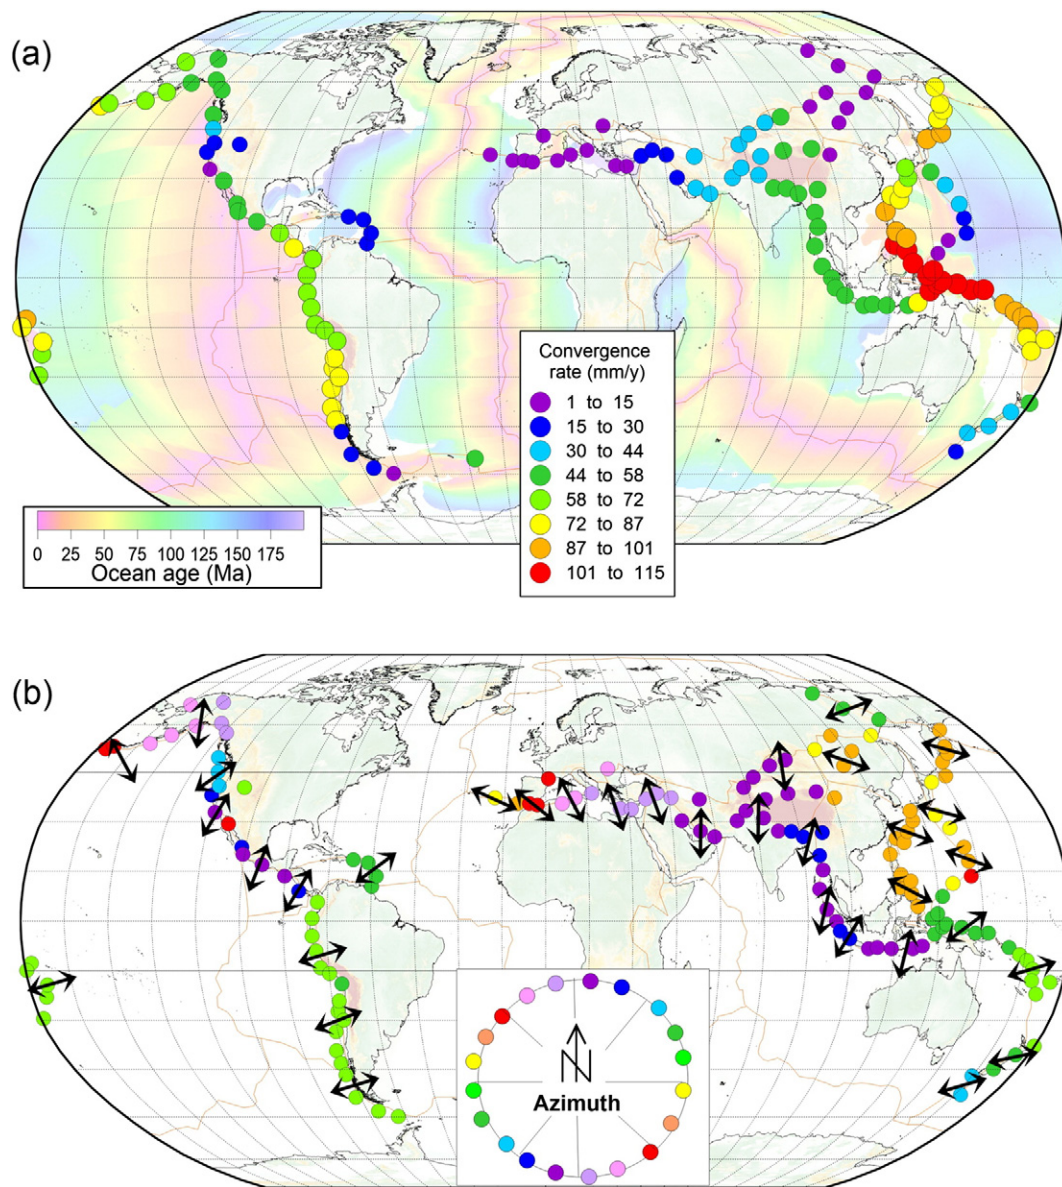 (a)
Convergence
rate (mm/y)
1 to 15
15 to 30
30 to 44
44 to 58
58 to 72
72 to 87
87 to 101
101 to 115
0 25 50 75 100 125 150 175
Ocean age (Ma)
(b)
N
Azimuth